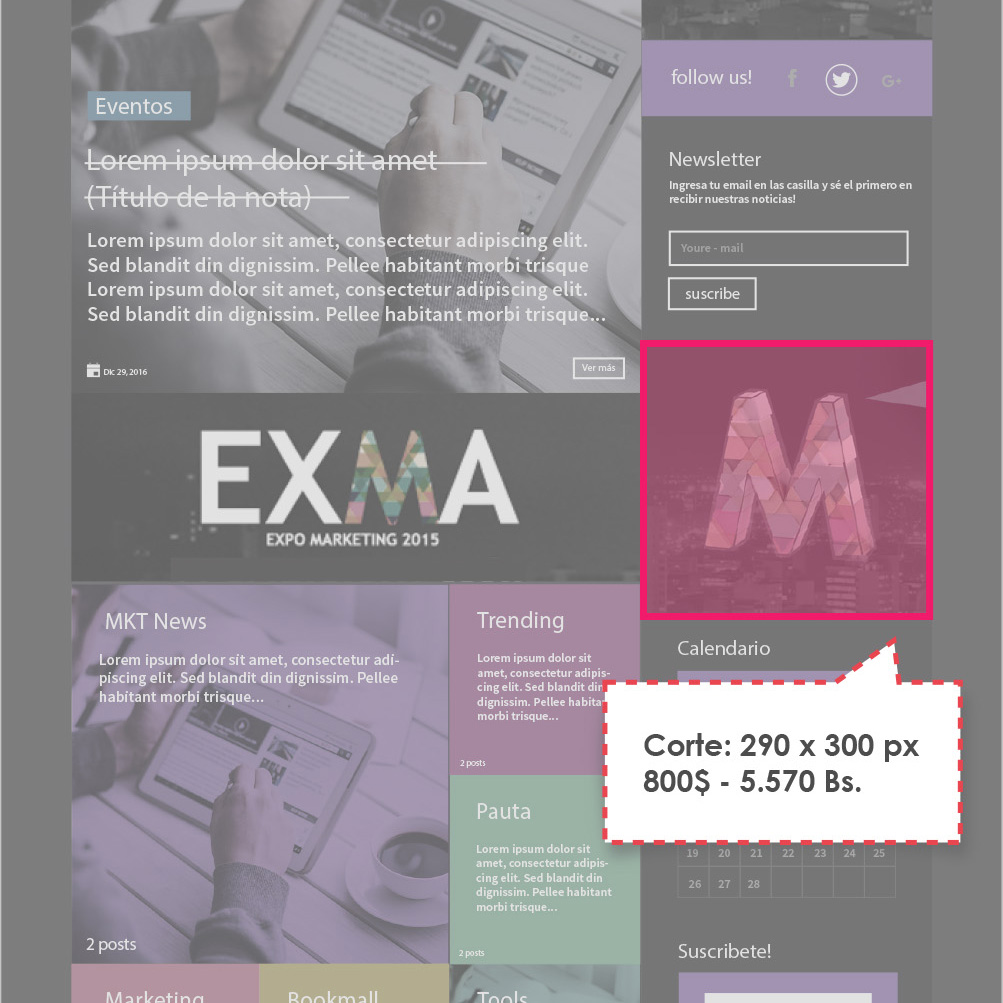 Eventos
Lorem ipsum dolor sit amet
(Título de la nota)
Lorem ipsum dolor sit amet, consectetur adipiscing elit.
Sed blandit din dignissim. Pellee habitant morbi trisque
Lorem ipsum dolor sit amet, consectetur adipiscing elit.
Sed blandit din dignissim. Pellee habitant morbi trisque...
Dic 29, 2016
Ver más
follow us!
f
G+
Newsletter
Ingresa tu email en las casilla y sé el primero en
recibir nuestras noticias!
Youre - mail
suscribe
EXMA
EXPO MARKETING 2015
M
MKT News
Lorem ipsum dolor sit amet, consectetur adi-
piscing elit. Sed blandit din dignissim. Pellee
habitant morbi trisque...
2 posts
Trending
Lorem ipsum dolor sit
amet, consectetur adipis-
cing elit. Sed blandit din
dignissim. Pellee habita
morbi trisque...
2 posts
Pauta
Lorem ipsum dolor sit
amet, consectetur adipis-
cing elit. Sed blandit din
dignissim. Pellee habitant
morbi trisque...
2 posts
Calendario
Corte: 290 x 300 px
800$ - 5.570 Bs.
19 20 21 22 23 24 25
26 27 28
Suscribete!
Marketing
Bookmall
Tools